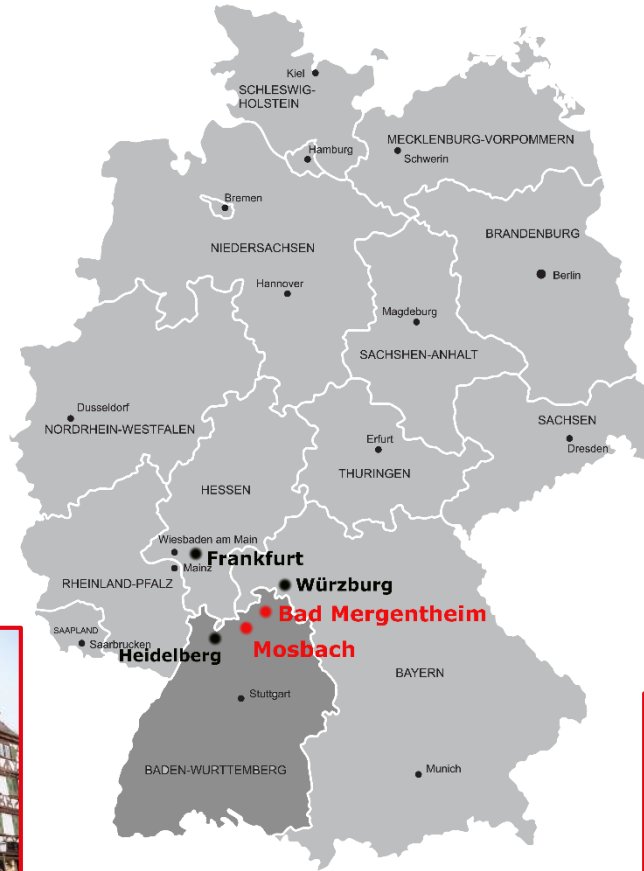 Kiel
SCHLESWIG-
HOLSTEIN
MECKLENBURG-VORPOMMERN
Hamburg
Schwerin
Bremen
BRANDENBURG
NIEDERSACHSEN
Berlin
Hannover
Magdeburg
SACHSHEN-ANHALT
Dusseldorf
NORDRHEIN-WESTFALEN
SACHSEN
Erfurt
Dresden
THURINGEN
HESSEN
Wiesbaden am Main
Frankfurt
Mainz
RHEINLAND-PFALZ
Würzburg
Bad Mergentheim
SAAPLAND
Saarbrucken
Heidelberg
Mosbach
BAYERN
Stuttgart
BADEN-WURTTEMBERG
Munich